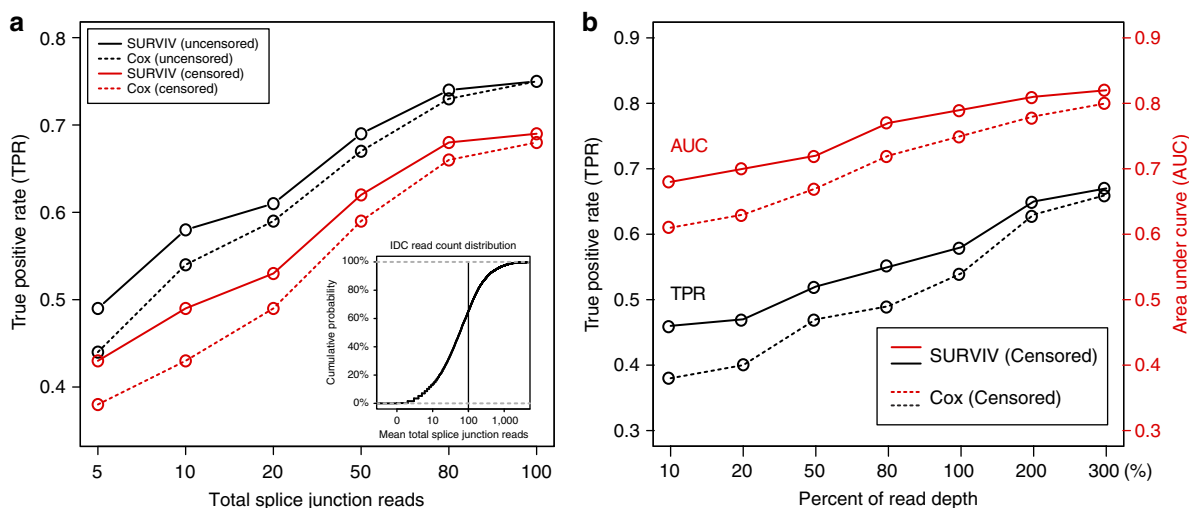 a
0.8
0.7
0.6
0.5
0.4
True positive rate (TPR)
SURVIV (uncensored)
Cox (uncensored)
SURVIV (censored)
Cox (censored)
IDC read count distribution
100%
80%
60%
40%
20%
0%
Cumulative probability
0 10 100 1,000
Mean total splice junction reads
5 10 20 50 80 100
Total splice junction reads
b
0.9
0.8
0.7
0.6
0.5
0.4
0.3
True positive rate (TPR)
AUC
TPR
SURVIV (Censored)
Cox (Censored)
0.9
0.8
0.7
0.6
0.5
0.4
0.3
Area under curve (AUC)
10 20 50 80 100 200 300 (%)
Percent of read depth